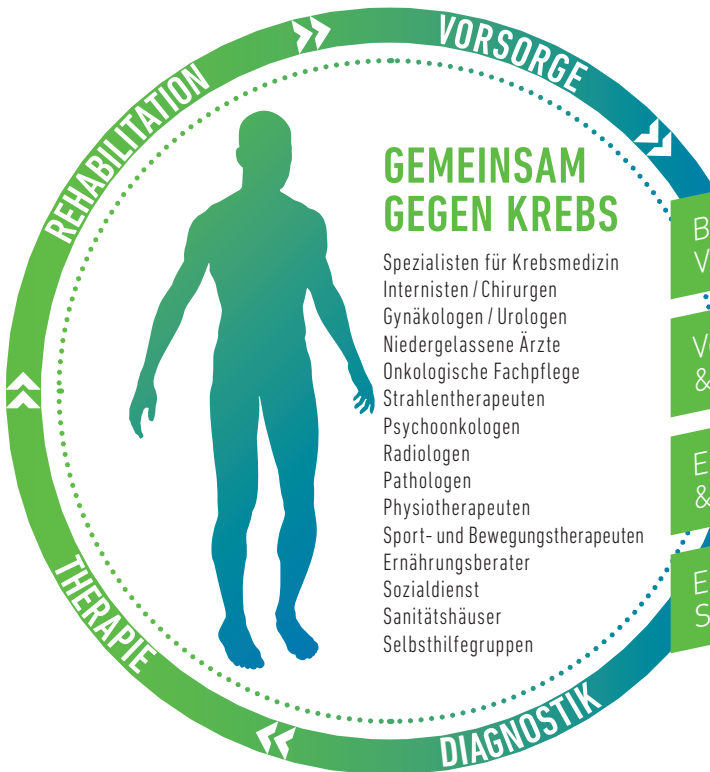 REHABILITATION
VORSORGE
GEMEINSAM
GEGEN KREBS
Spezialisten für Krebsmedizin
Internisten / Chirurgen
Gynäkologen / Urologen
Niedergelassene Ärzte
Onkologische Fachpflege
Strahlentherapeuten
Psychoonkologen
Radiologen
Pathologen
Physiotherapeuten
Sport- und Bewegungstherapeuten
Ernährungsberater
Sozialdienst
Sanitätshäuser
Selbsthilfegruppen
&
&
THERAPIE
DIAGNOSTIK